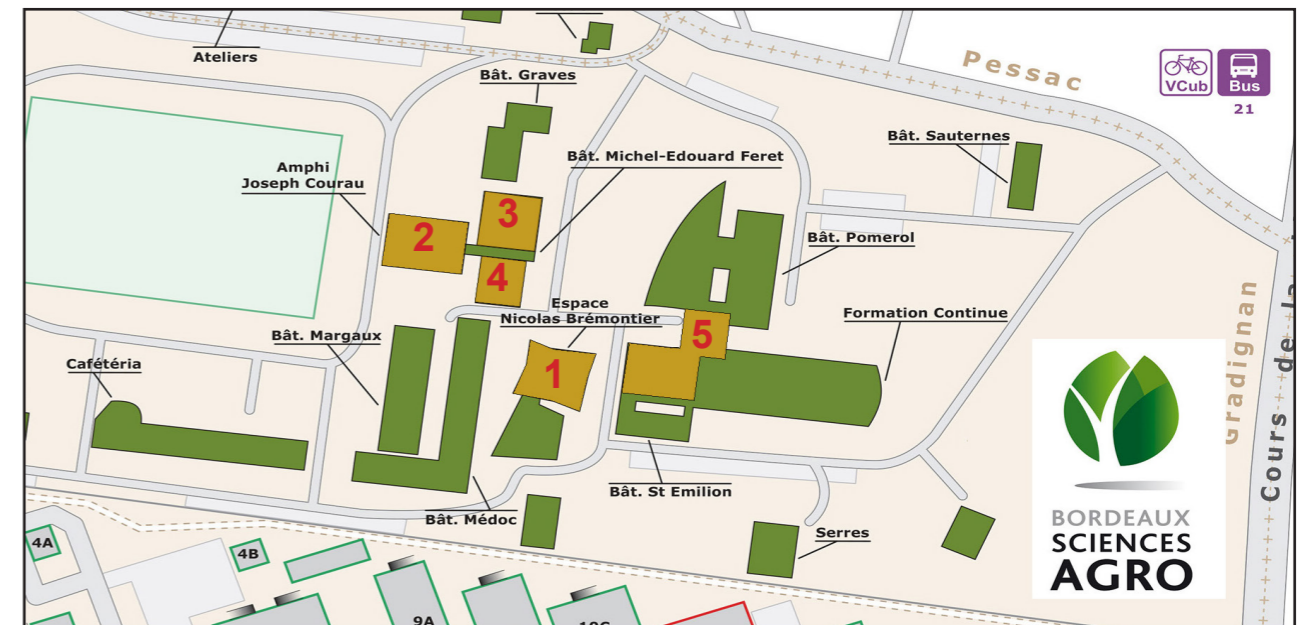 Ateliers
Bât. Graves
Pessac
VCub
Bus
21
Bât. Sauternes
Amphi
Joseph Courau
Bât. Michel-Edouard Feret
3
2
4
Bât. Pomerol
Espace
Nicolas Brémontier
Formation Continue
5
Bât. Margaux
1
Cafétéria
Gradignan
Cours de la
Bât. St Emilion
Bât. Médoc
Serres
BORDEAUX
SCIENCES
AGRO
4A
4B
9A